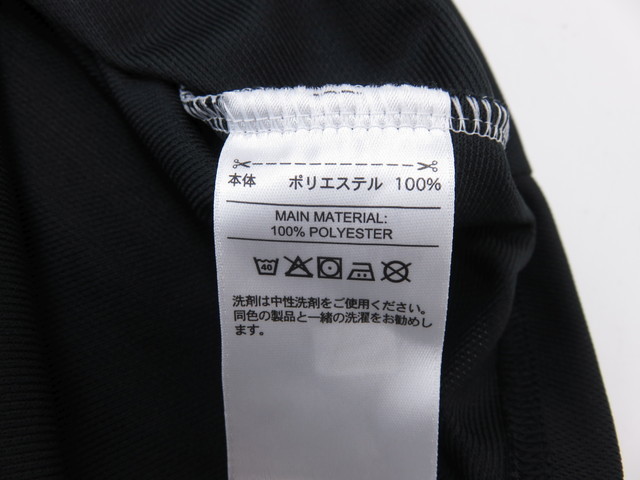 本体 ポリエステル 100%
MAIN MATERIAL:
100% POLYESTER
40
洗剤は中性洗剤をご使用ください。
同色の製品と一緒の洗濯をお勧めし
ます。